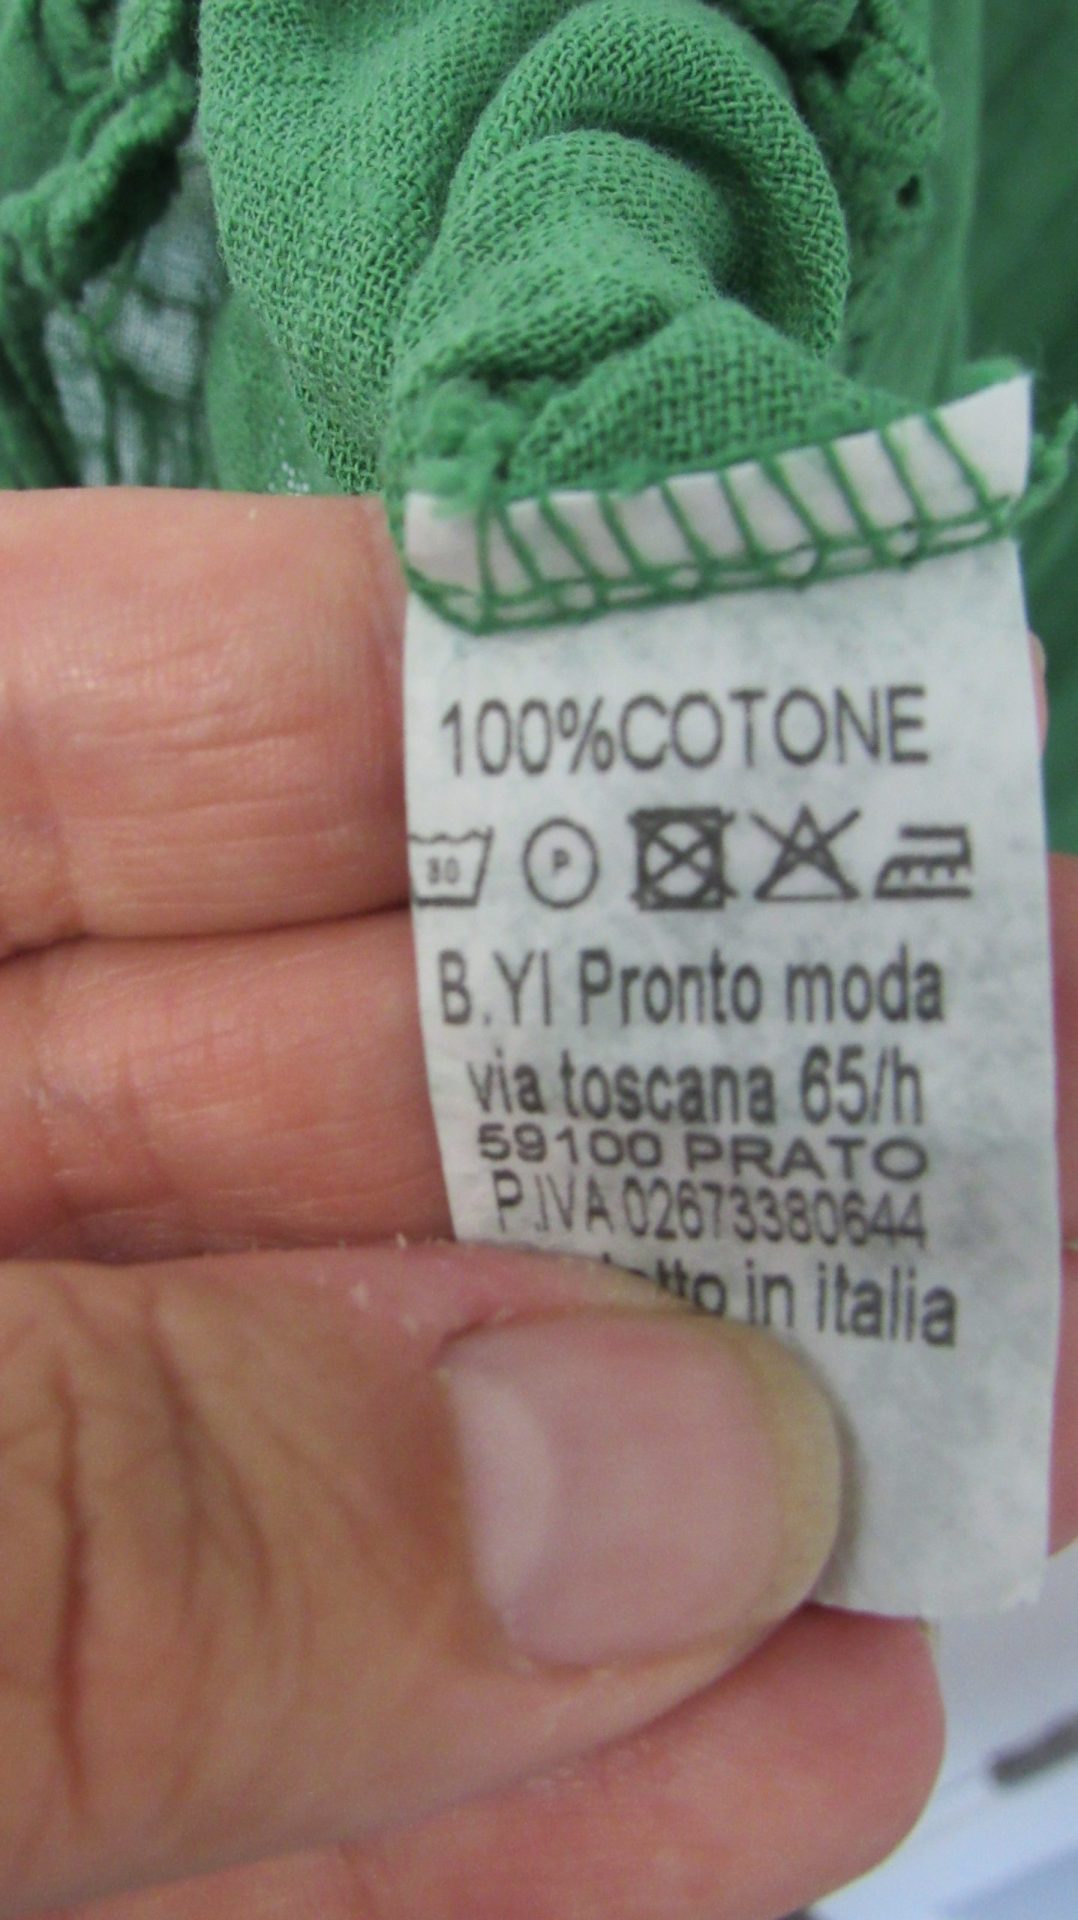 100%COTONE
30 P
B.YI Pronto moda
via toscana 65/h
59100 PRATO
P.IVA 02673380644
in italia